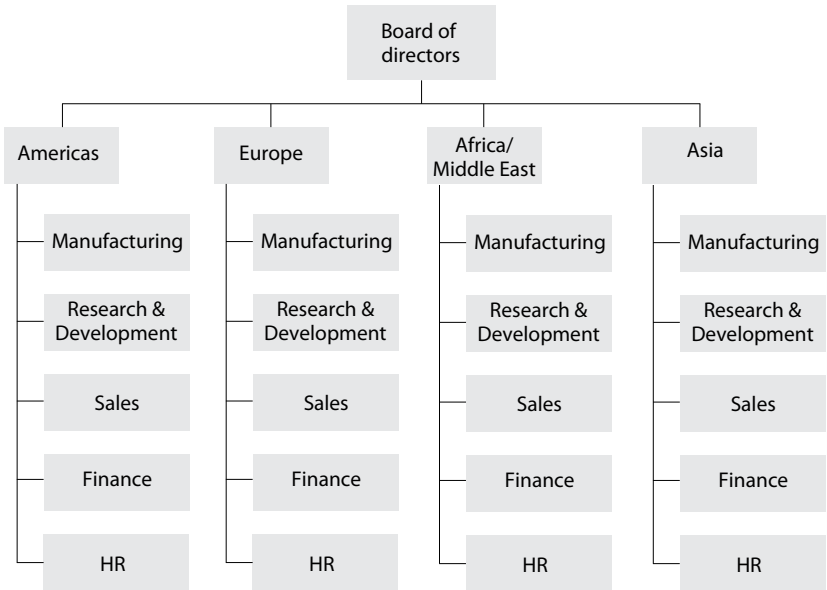 Board of
directors
Americas
Europe
Africa/
Middle East
Asia
Manufacturing
Manufacturing
Manufacturing
Manufacturing
Research &
Development
Research &
Development
Research &
Development
Research &
Development
Sales
Sales
Sales
Sales
Finance
Finance
Finance
Finance
HR
HR
HR
HR